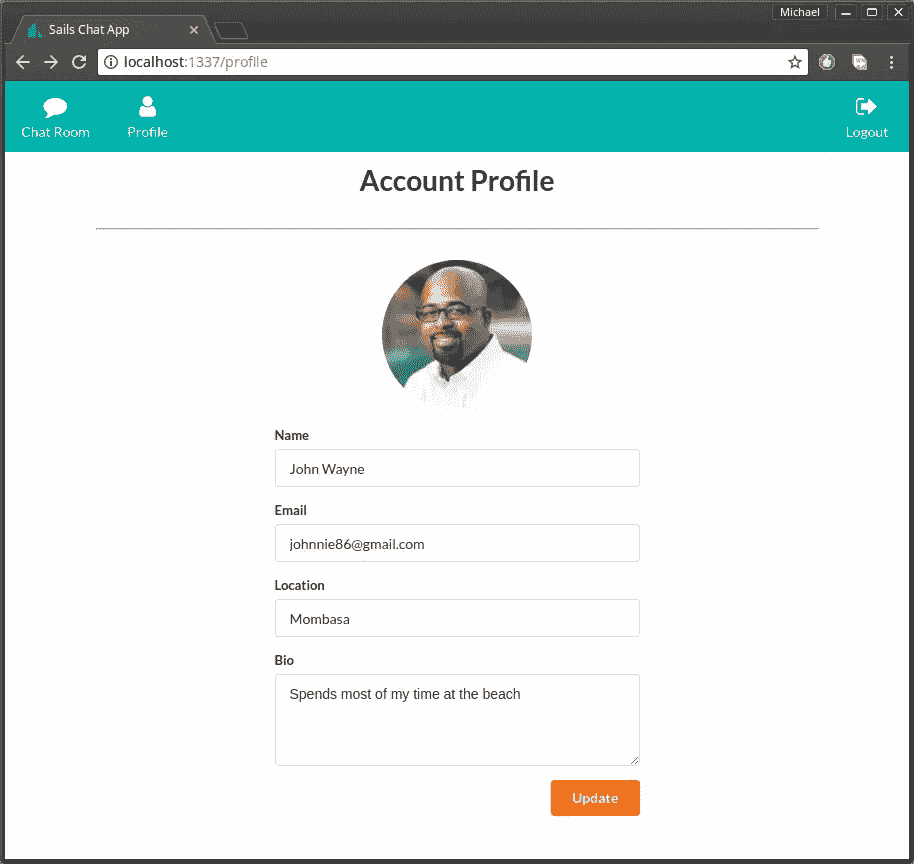 Michael
Sails Chat App
localhost:1337/profile
Chat Room
Profile
Logout
Account Profile
Name
John Wayne
Email
johnnie86@gmail.com
Location
Mombasa
Bio
Spends most of my time at the beach
Update